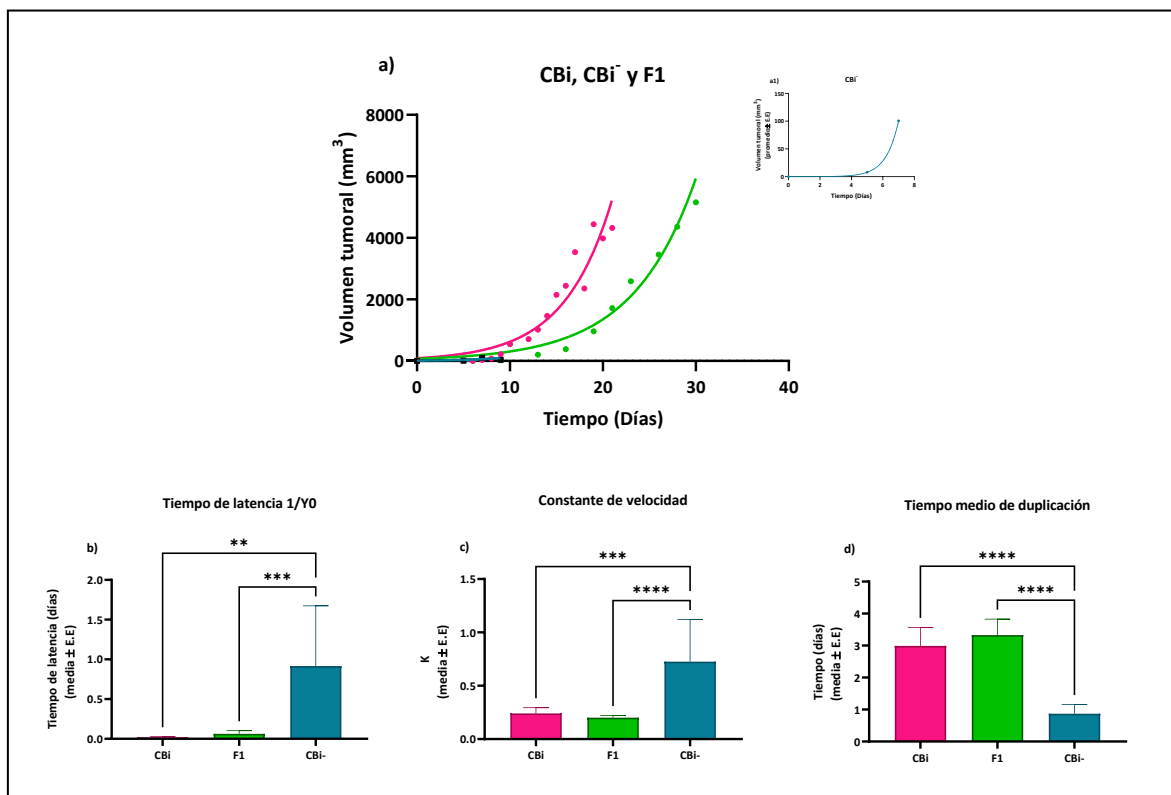 a)
CBi, CBi⁻ y F1
Volumen tumoral (mm³)
8000
6000
4000
2000
0
0 10 20 30 40
Tiempo (Días)
a1)
CBi⁻
Volumen tumoral (mm³)
(promedio± E.E)
150
100
50
0
0 2 4 6 8
Tiempo (Días)
Tiempo de latencia 1/Y0
b)
**
***
Tiempo de latencia (días)
(media ± E.E)
2.0
1.5
1.0
0.5
0.0
CBi F1 CBi-
Constante de velocidad
c)
***
****
K
(media ± E.E)
1.5
1.0
0.5
0.0
CBi F1 CBi-
Tiempo medio de duplicación
d)
****
****
Tiempo (días)
(media ± E.E)
5
4
3
2
1
0
CBi F1 CBi-